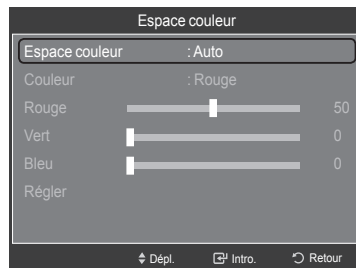 Espace couleur
Espace couleur : Auto
Couleur : Rouge
Rouge 50
Vert 0
Bleu 0
Régler
Dépl. Intro. Retour